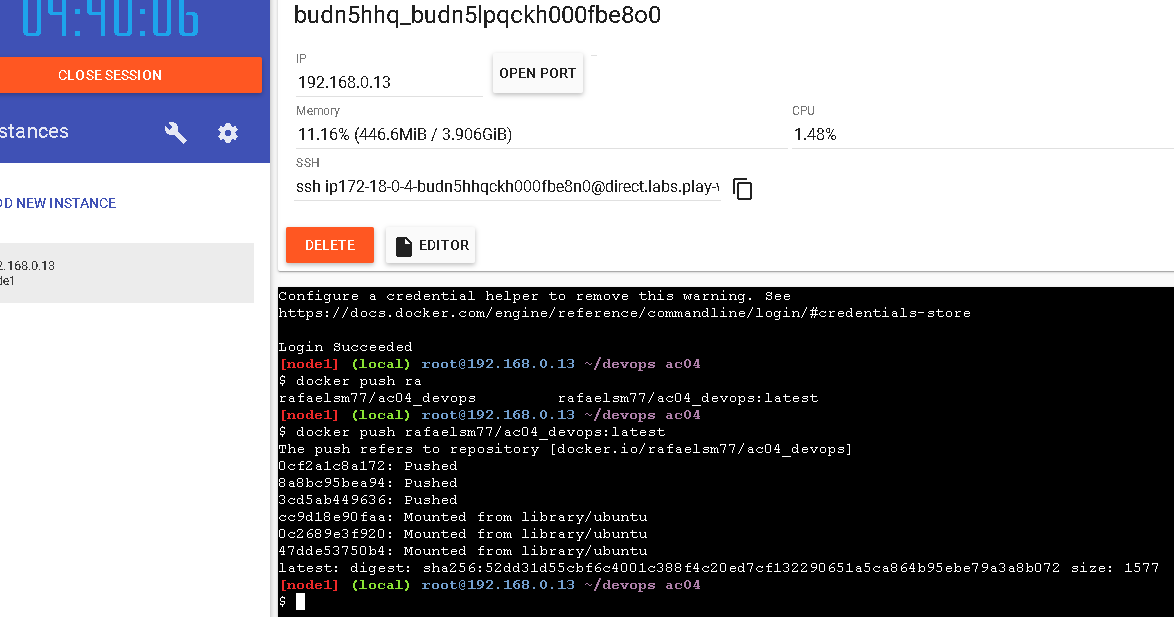 04:40:06
CLOSE SESSION
stances
DD NEW INSTANCE
2.168.0.13
de1
budn5hhq_budn5lpqckh000fbe8o0
IP
192.168.0.13
OPEN PORT
Memory
11.16% (446.6MiB / 3.906GiB)
CPU
1.48%
SSH
ssh ip172-18-0-4-budn5hhqckh000fbe8n0@direct.labs.play-v
DELETE
EDITOR
Configure a credential helper to remove this warning. See
https://docs.docker.com/engine/reference/commandline/login/#credentials-store
Login Succeeded
[node1] (local) root@192.168.0.13 ~/devops ac04
$ docker push ra
rafaelsm77/ac04_devops rafaelsm77/ac04_devops:latest
[node1] (local) root@192.168.0.13 ~/devops ac04
$ docker push rafaelsm77/ac04_devops:latest
The push refers to repository [docker.io/rafaelsm77/ac04_devops]
0cf2a1c8a172: Pushed
8a8bc95bea94: Pushed
3cd5ab449636: Pushed
cc9d18e90faa: Mounted from library/ubuntu
0c2689e3f920: Mounted from library/ubuntu
47dde53750b4: Mounted from library/ubuntu
latest: digest: sha256:52dd31d55cbf6c4001c388f4c20ed7cf132290651a5ca864b95ebe79a3a8b072 size: 1577
[node1] (local) root@192.168.0.13 ~/devops ac04
$